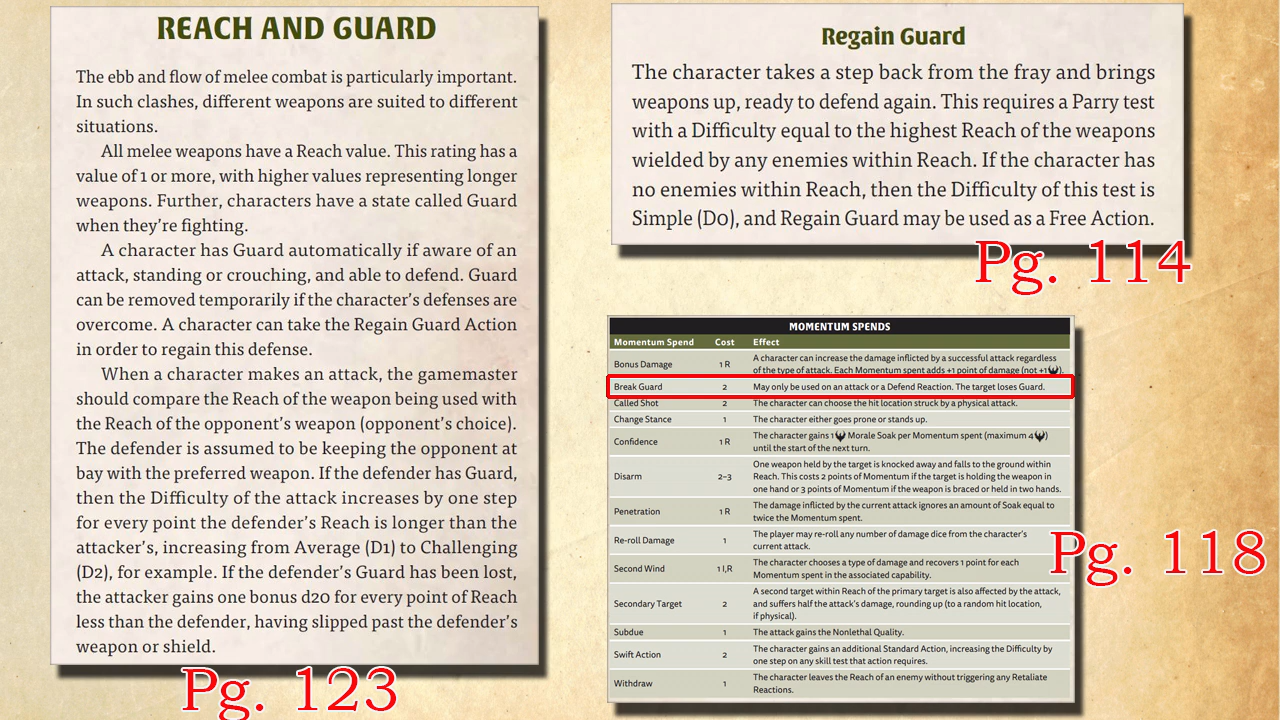 REACH AND GUARD
The ebb and flow of melee combat is particularly important.
In such clashes, different weapons are suited to different
situations.
All melee weapons have a Reach value. This rating has a
value of 1 or more, with higher values representing longer
weapons. Further, characters have a state called Guard
when they're fighting.
A character has Guard automatically if aware of an
attack, standing or crouching, and able to defend. Guard
can be removed temporarily if the character's defenses are
overcome. A character can take the Regain Guard Action
in order to regain this defense.
When a character makes an attack, the gamemaster
should compare the Reach of the weapon being used with
the Reach of the opponent's weapon (opponent's choice).
The defender is assumed to be keeping the opponent at
bay with the preferred weapon. If the defender has Guard,
then the Difficulty of the attack increases by one step
for every point the defender's Reach is longer than the
attacker's, increasing from Average (D1) to Challenging
(D2), for example. If the defender's Guard has been lost,
the attacker gains one bonus d20 for every point of Reach
less than the defender, having slipped past the defender's
weapon or shield.
Pg. 123
Regain Guard
The character takes a step back from the fray and brings
weapons up, ready to defend again. This requires a Parry test
with a Difficulty equal to the highest Reach of the weapons
wielded by any enemies within Reach. If the character has
no enemies within Reach, then the Difficulty of this test is
Simple (D0), and Regain Guard may be used as a Free Action.
Pg. 114
MOMENTUM SPENDS
Momentum Spend Cost Effect
Bonus Damage 1 R A character can increase the damage inflicted by a successful attack regardless
of the type of attack. Each Momentum spend adds +1 point of damage (not +1).
Break Guard 2 May only be used on an attack or a Defend Reaction. The target loses Guard.
Called Shot 2 The character can choose the hit location struck by a physical attack.
Change Stance 1 The character either goes prone or stands up.
Confidence 1 R The character gains 1 Morale Soak per Momentum spent (maximum 4)
until the start of the next turn.
Disarm 2–3 One weapon held by the target is knocked away and falls to the ground within
Reach. This costs 2 points of Momentum if the target is holding the weapon in
one hand or 3 points of Momentum if the weapon is braced or held in two hands.
Penetration 1 R The damage inflicted by the current attack ignores an amount of Soak equal to
twice the Momentum spent.
Re-roll Damage 1 The player may re-roll any number of damage dice from the character's
current attack.
Second Wind 1 I,R The character chooses a type of damage and recovers 1 point for each
Momentum spent in the associated capability.
Secondary Target 2 A second target within Reach of the primary target is also affected by the attack,
and suffers half the attack's damage, rounding up (to a random hit location,
if physical).
Subdue 1 The attack gains the Nonlethal Quality.
Swift Action 2 The character gains an additional Standard Action, increasing the Difficulty by
one step on any skill test that action requires.
Withdraw 1 The character leaves the Reach of an enemy without triggering any Retaliate
Reactions.
Pg. 118